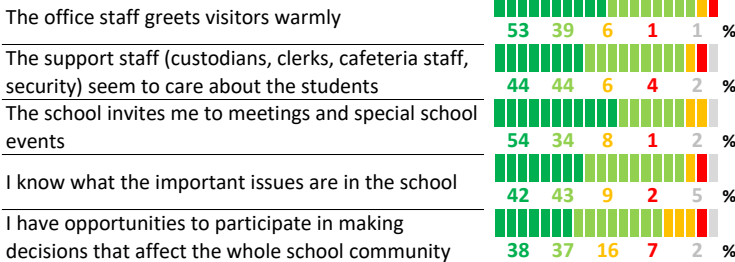 The office staff greets visitors warmly
53 39 6 1 1 %
The support staff (custodians, clerks, cafeteria staff,
security) seem to care about the students
44 44 6 4 2 %
The school invites me to meetings and special school
events
54 34 8 1 2 %
I know what the important issues are in the school
42 43 9 2 5 %
I have opportunities to participate in making
decisions that affect the whole school community
38 37 16 7 2 %